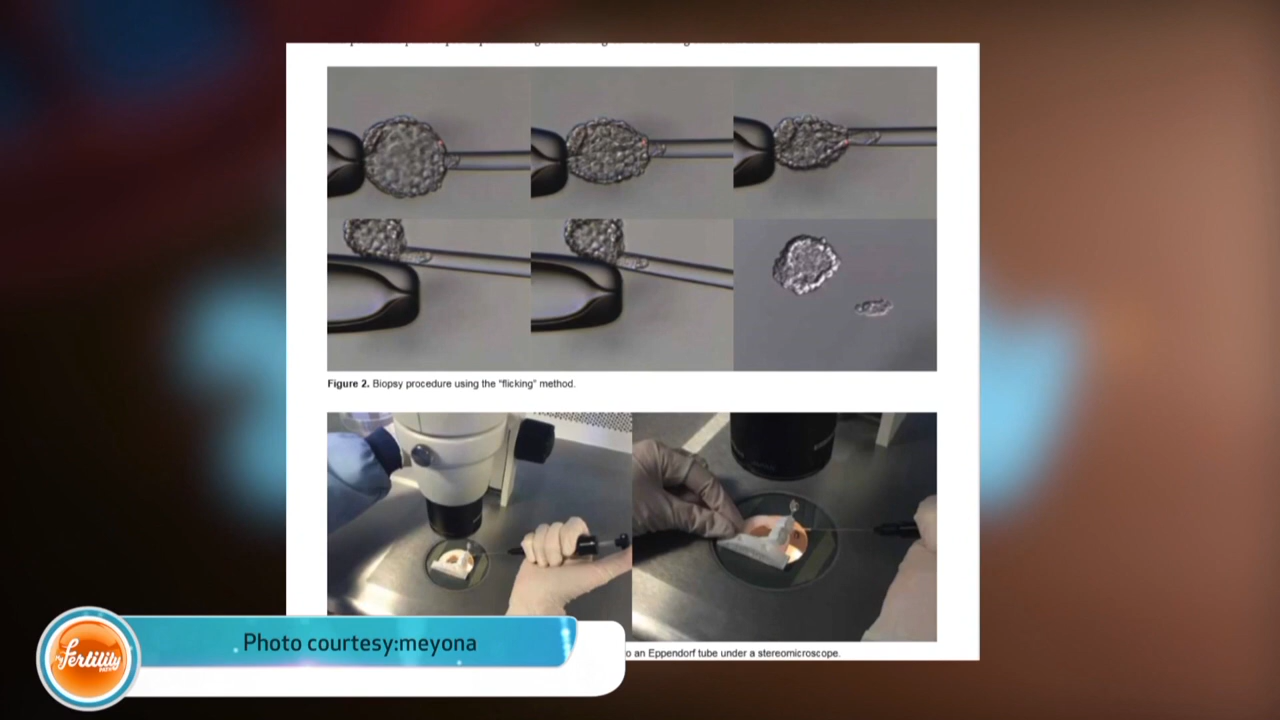 Figure 2. Biopsy procedure using the "flicking" method.
o an Eppendorf tube under a stereomicroscope.
Photo courtesy:meyona
Fertility